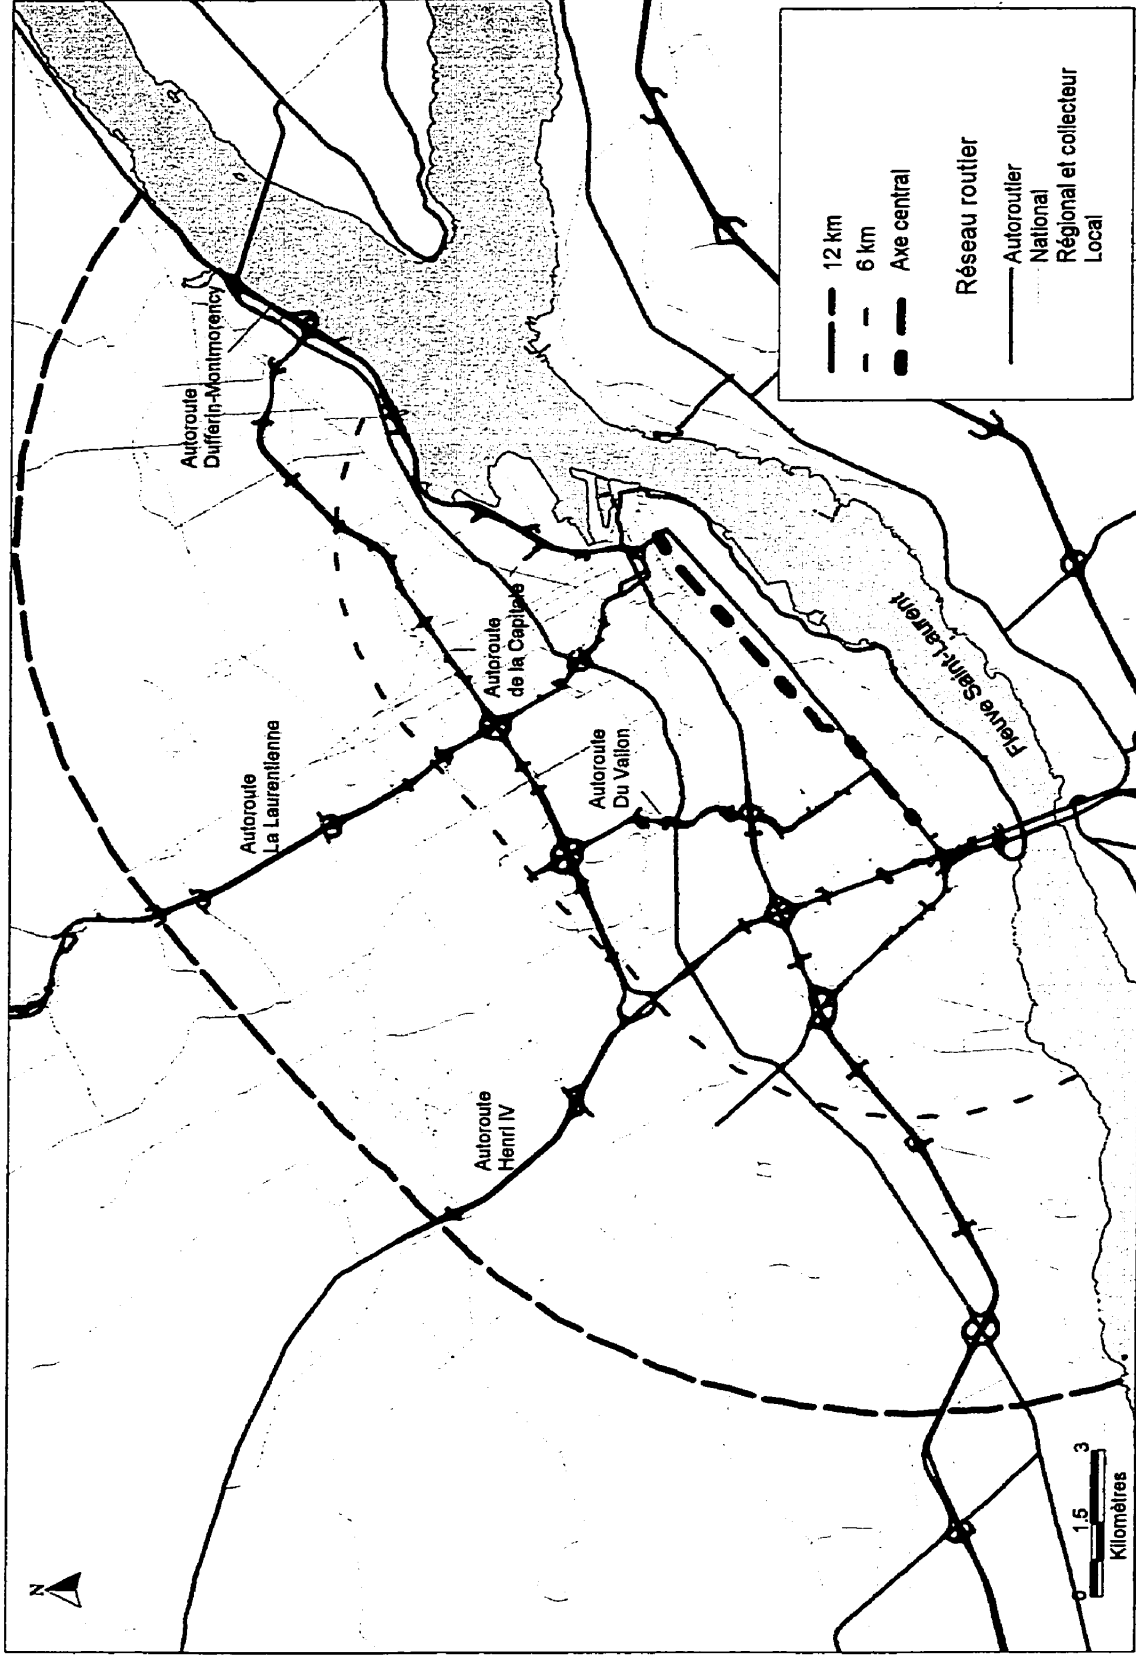 N
Autoroute
Dufferin-Montmorency
Autoroute
La Laurentienne
Autoroute
de la Capitale
Autoroute
Du Vallon
Autoroute
Henri IV
Fleuve Saint-Laurent
0 1.5 3
Kilomètres
12 km
6 km
Axe central
Réseau routier
Autoroutier
National
Régional et collecteur
Local